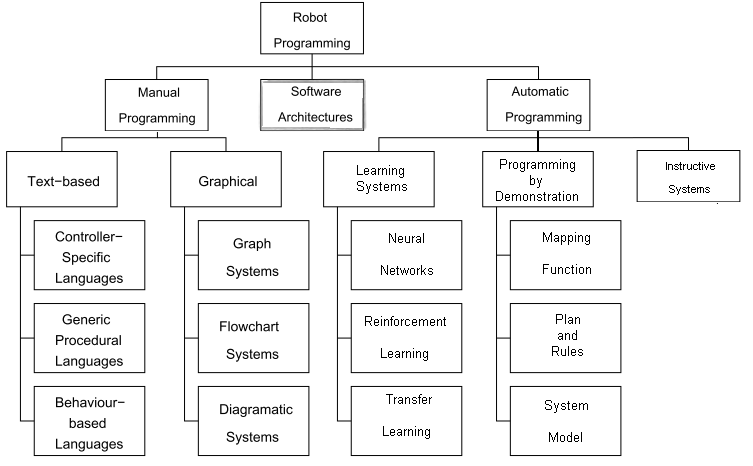 Robot
Programming
Manual
Programming
Software
Architectures
Automatic
Programming
Text−based
Graphical
Learning
Systems
Programming
by
Demonstration
Instructive
Systems
Controller−
Specific
Languages
Graph
Systems
Neural
Networks
Mapping
Function
Generic
Procedural
Languages
Flowchart
Systems
Reinforcement
Learning
Plan
and
Rules
Behaviour−
based
Languages
Diagramatic
Systems
Transfer
Learning
System
Model